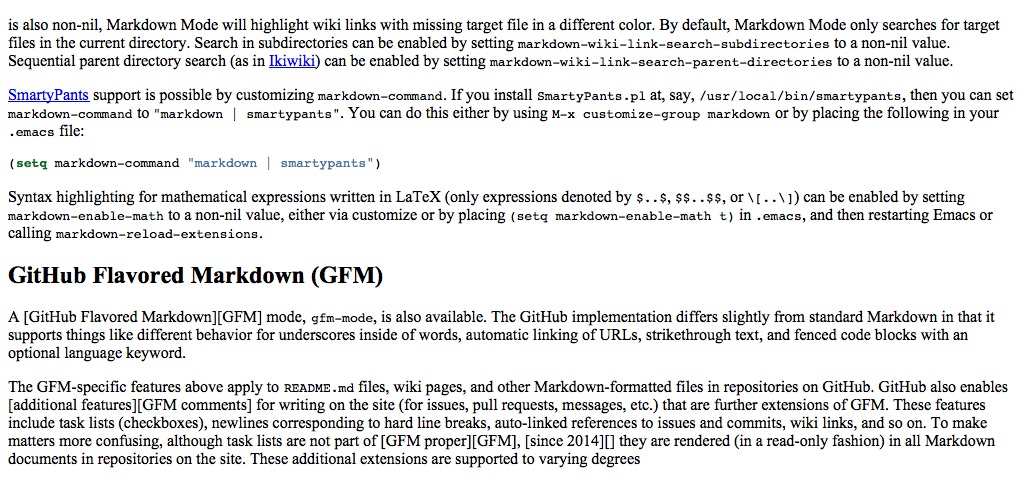 is also non-nil, Markdown Mode will highlight wiki links with missing target file in a different color. By default, Markdown Mode only searches for target
files in the current directory. Search in subdirectories can be enabled by setting markdown-wiki-link-search-subdirectories to a non-nil value.
Sequential parent directory search (as in Ikiwiki) can be enabled by setting markdown-wiki-link-search-parent-directories to a non-nil value.
SmartyPants support is possible by customizing markdown-command. If you install SmartyPants.pl at, say, /usr/local/bin/smartypants, then you can set
markdown-command to "markdown | smartypants". You can do this either by using M-x customize-group markdown or by placing the following in your
.emacs file:
(setq markdown-command "markdown | smartypants")
Syntax highlighting for mathematical expressions written in LaTeX (only expressions denoted by $..$, $$..$$, or \[..\]) can be enabled by setting
markdown-enable-math to a non-nil value, either via customize or by placing (setq markdown-enable-math t) in .emacs, and then restarting Emacs or
calling markdown-reload-extensions.
GitHub Flavored Markdown (GFM)
A [GitHub Flavored Markdown][GFM] mode, gfm-mode, is also available. The GitHub implementation differs slightly from standard Markdown in that it
supports things like different behavior for underscores inside of words, automatic linking of URLs, strikethrough text, and fenced code blocks with an
optional language keyword.
The GFM-specific features above apply to README.md files, wiki pages, and other Markdown-formatted files in repositories on GitHub. GitHub also enables
[additional features][GFM comments] for writing on the site (for issues, pull requests, messages, etc.) that are further extensions of GFM. These features
include task lists (checkboxes), newlines corresponding to hard line breaks, auto-linked references to issues and commits, wiki links, and so on. To make
matters more confusing, although task lists are not part of [GFM proper][GFM], [since 2014][] they are rendered (in a read-only fashion) in all Markdown
documents in repositories on the site. These additional extensions are supported to varying degrees